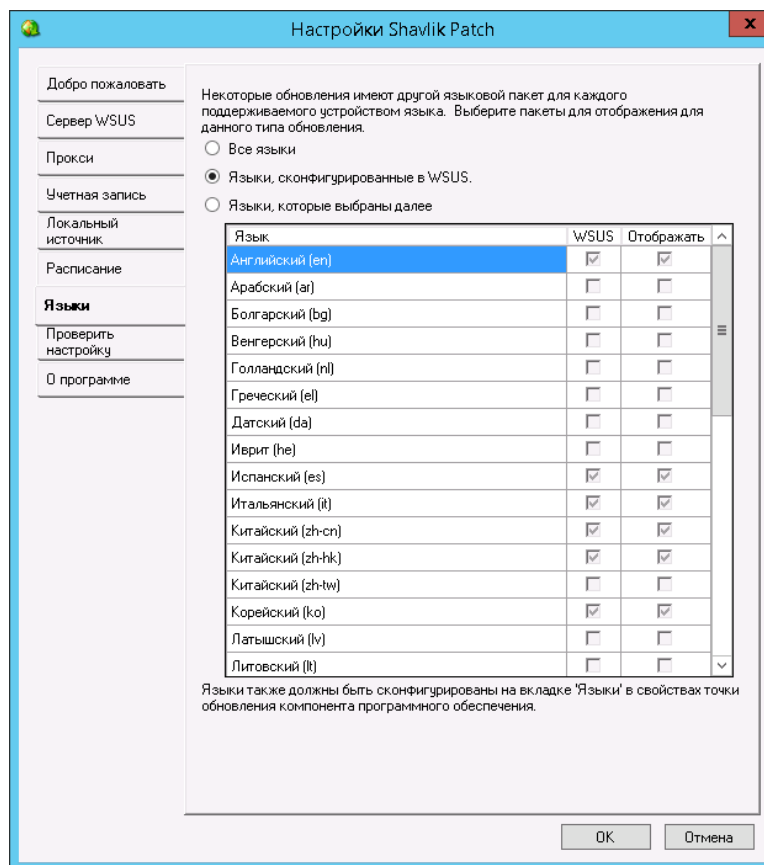 Настройки Shavlik Patch
x
Добро пожаловать
Сервер WSUS
Прокси
Учетная запись
Локальный
источник
Расписание
Языки
Проверить
настройку
О программе
Некоторые обновления имеют другой языковой пакет для каждого
поддерживаемого устройством языка. Выберите пакеты для отображения для
данного типа обновления.
Все языки
Языки, сконфигурированные в WSUS.
Языки, которые выбраны далее
Язык WSUS Отображать
Английский (en)
Арабский (ar)
Болгарский (bg)
Венгерский (hu)
Голландский (nl)
Греческий (el)
Датский (da)
Иврит (he)
Испанский (es)
Итальянский (it)
Китайский (zh-cn)
Китайский (zh-hk)
Китайский (zh-tw)
Корейский (ko)
Латышский (lv)
Литовский (lt)
Языки также должны быть сконфигурированы на вкладке 'Языки' в свойствах точки
обновления компонента программного обеспечения.
OK Отмена